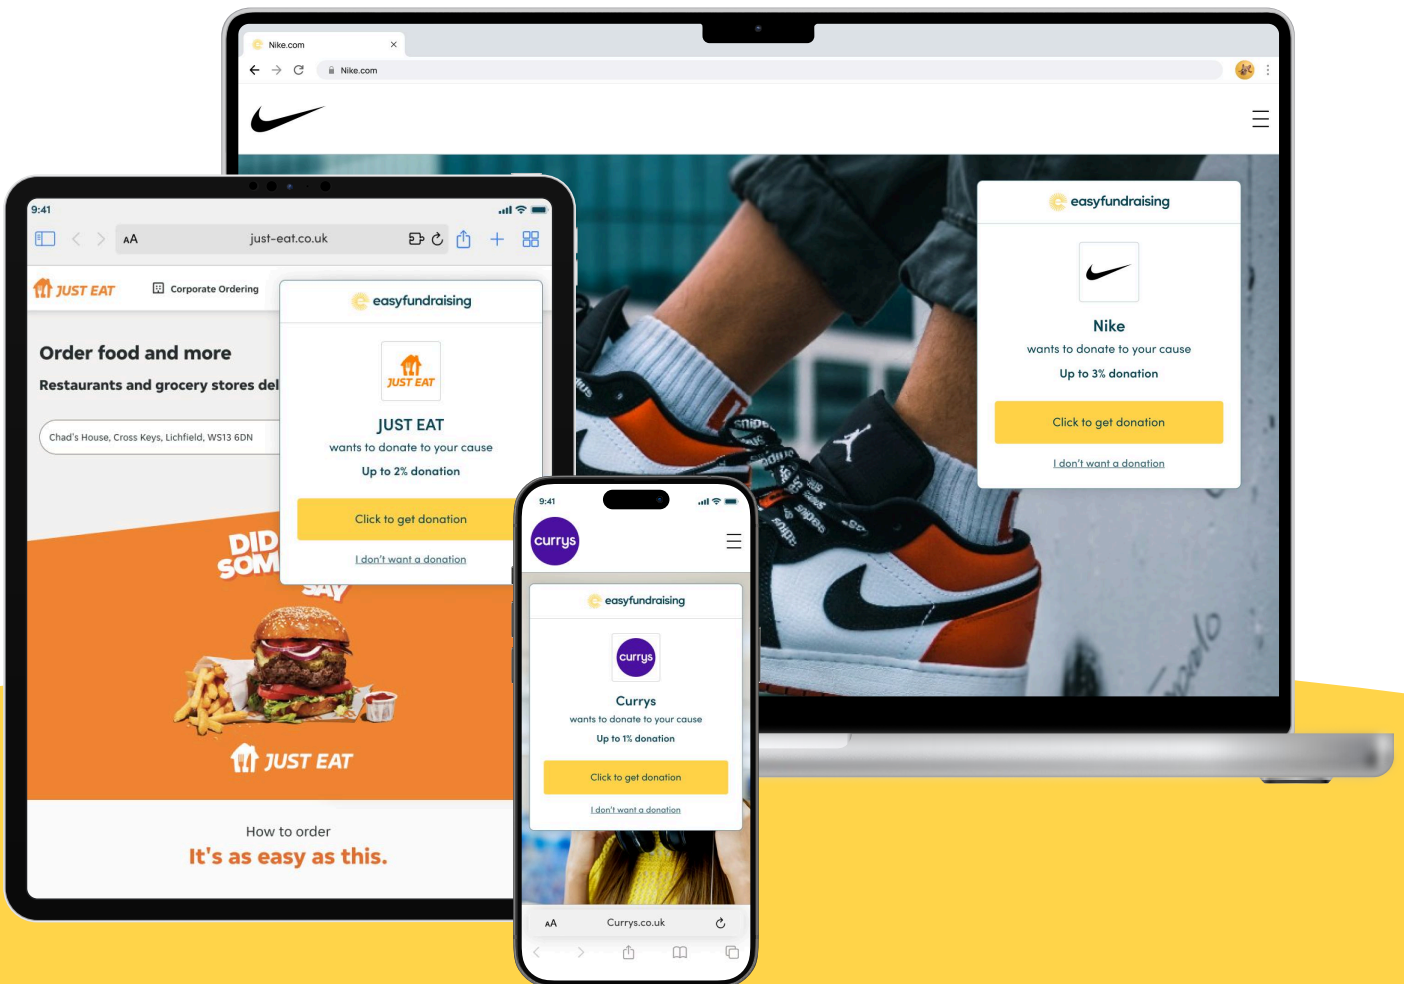 Nike.com
Nike.com
easyfundraising
Nike
wants to donate to your cause
Up to 3% donation
Click to get donation
I don't want a donation
9:41
AA
just-eat.co.uk
JUST EAT
Corporate Ordering
Order food and more
Restaurants and grocery stores del
Chad's House, Cross Keys, Lichfield, WS13 6DN
easyfundraising
JUST EAT
JUST EAT
wants to donate to your cause
Up to 2% donation
Click to get donation
I don't want a donation
DID
SOM
SAY
JUST EAT
How to order
It's as easy as this.
9:41
currys
easyfundraising
currys
Currys
wants to donate to your cause
Up to 1% donation
Click to get donation
I don't want a donation
AA
Currys.co.uk